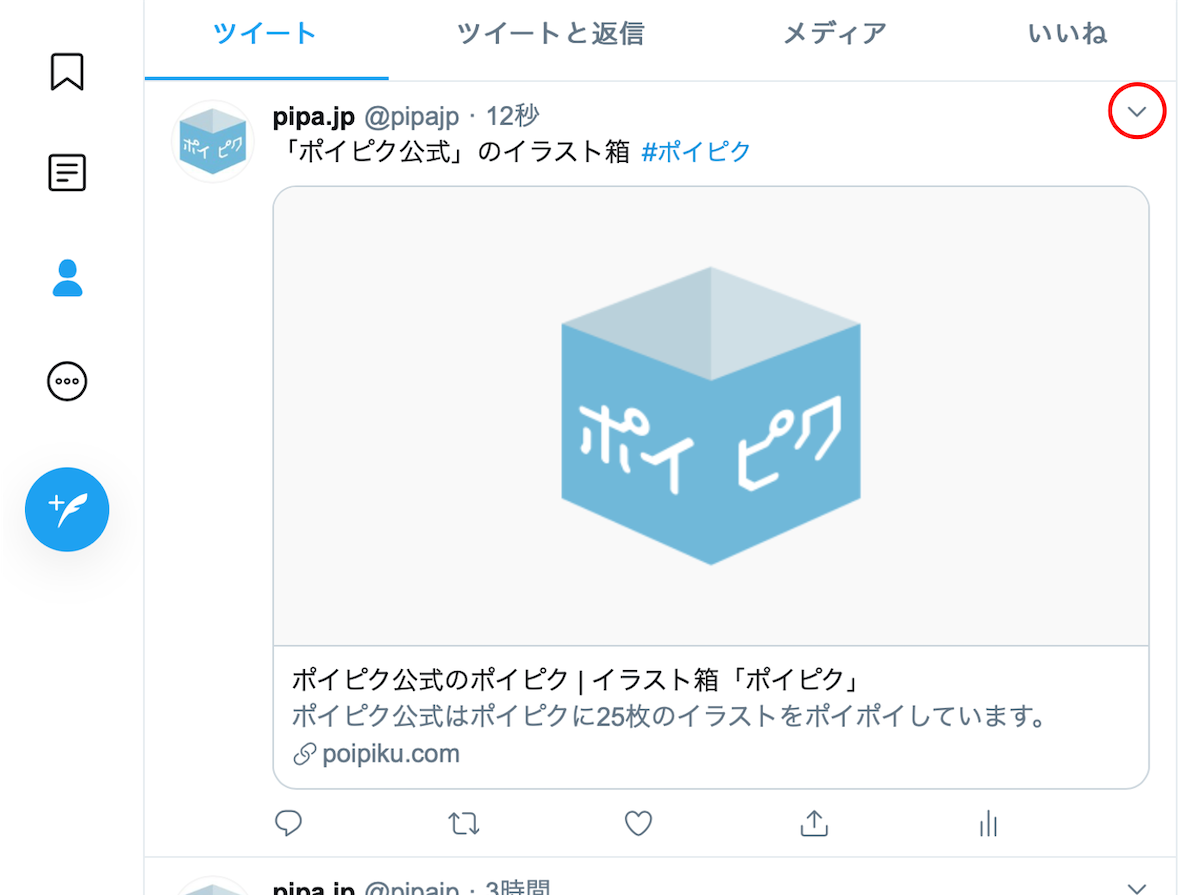 ツイート ツイートと返信 メディア いいね
pipa.jp @pipajp · 12秒
「ポイピク公式」のイラスト箱 #ポイピク
ポイ ピク
ポイ ピク
ポイピク公式のポイピク | イラスト箱「ポイピク」
ポイピク公式はポイピクに25枚のイラストをポイポイしています。
poipiku.com
pipa.jp @pipajp · 3時間